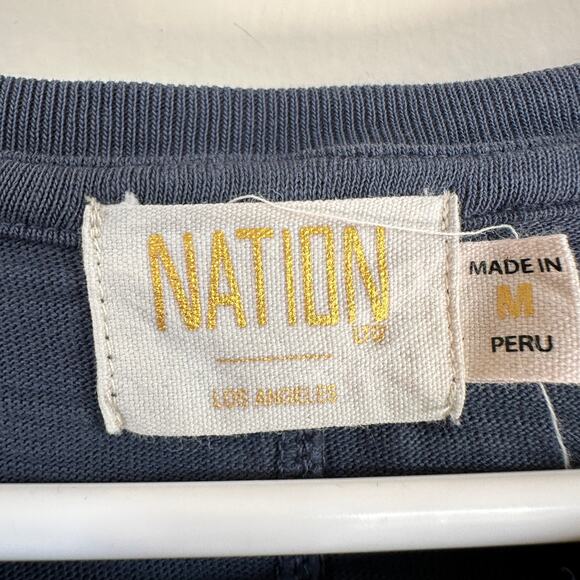 NATION
LTD
LOS ANGELES
MADE IN
M
PERU